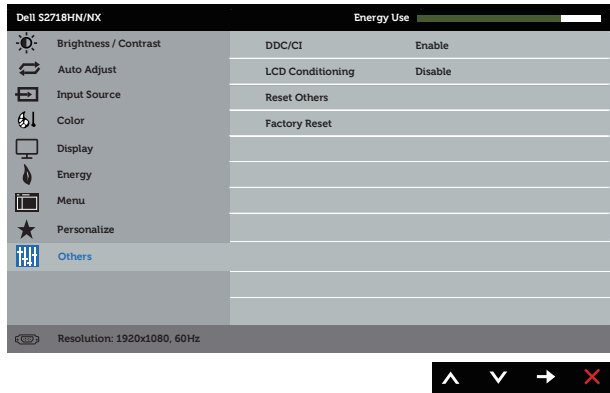 Dell S2718HN/NX Energy Use
Brightness / Contrast
Auto Adjust
Input Source
Color
Display
Energy
Menu
Personalize
Others
DDC/CI Enable
LCD Conditioning Disable
Reset Others
Factory Reset
Resolution: 1920x1080, 60Hz